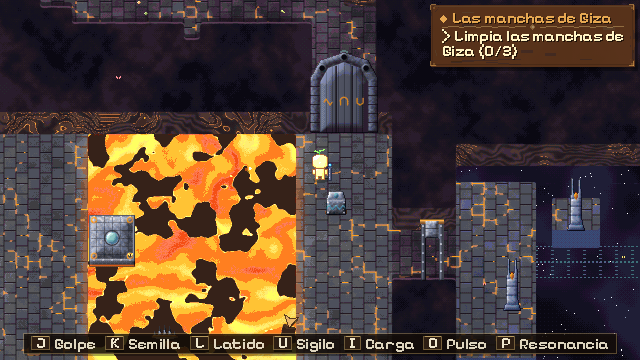 Las manchas de Giza
Limpia las manchas de
Giza (0/3)
J Golpe K Semilla L Latido U Sigilo I Carga O Pulso P Resonancia